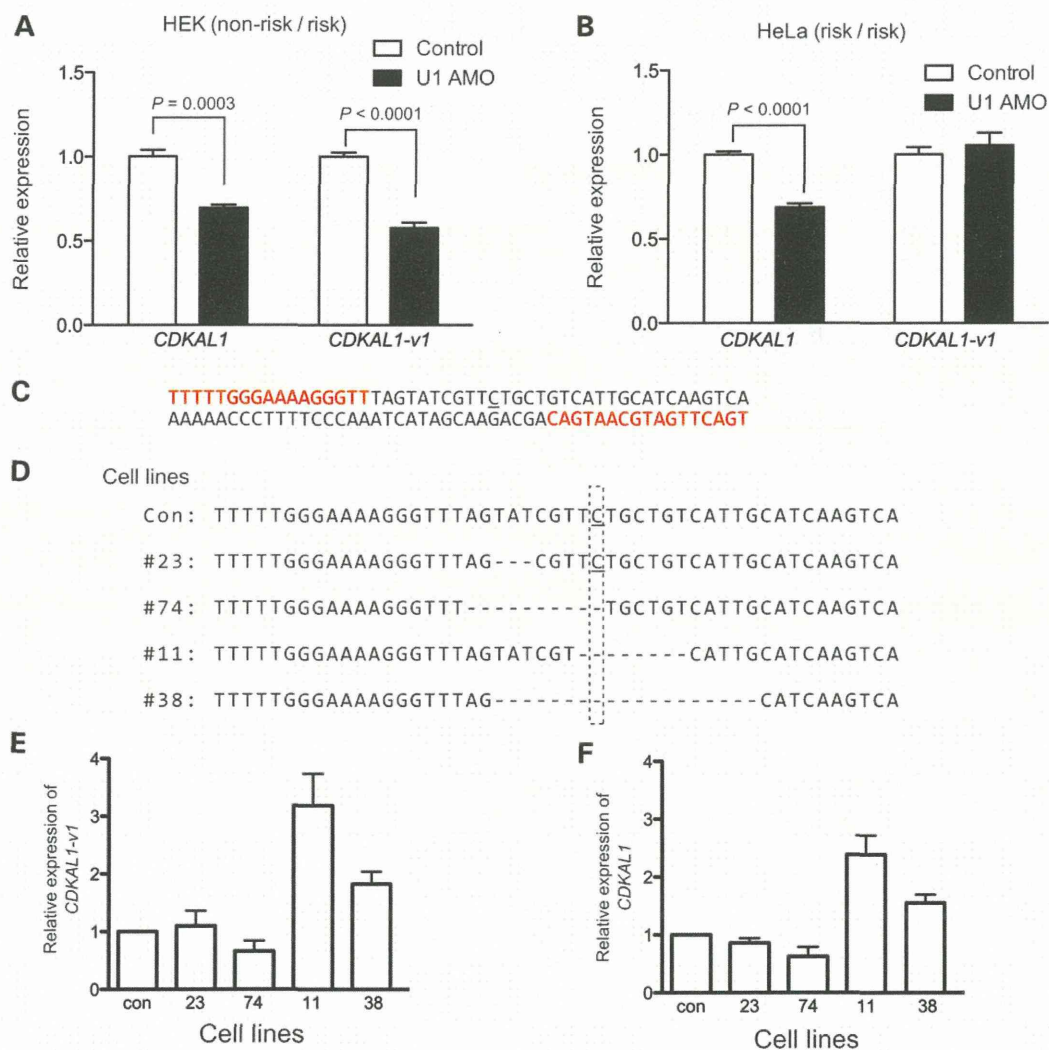 A
HEK (non-risk / risk)
Control
U1 AMO
Relative expression
1.5
1.0
0.5
0.0
P = 0.0003
P < 0.0001
CDKAL1
CDKAL1-v1
B
HeLa (risk / risk)
Control
U1 AMO
Relative expression
1.5
1.0
0.5
0.0
P < 0.0001
CDKAL1
CDKAL1-v1
C
TTTTTGGGAAAAGGGTTTAGTATCGTTCTGCTGTCATTGCATCAAGTCA
AAAAACCCTTTTCCCAAATCATAGCAAGACGACAGTAACGTAGTTCAGT
D
Cell lines
Con: TTTTTGGGAAAAGGGTTTAGTATCGTTCTGCTGTCATTGCATCAAGTCA
#23: TTTTTGGGAAAAGGGTTTAG---CGTTCTGCTGTCATTGCATCAAGTCA
#74: TTTTTGGGAAAAGGGTTT----------TGCTGTCATTGCATCAAGTCA
#11: TTTTTGGGAAAAGGGTTTAGTATCGT--------CATTGCATCAAGTCA
#38: TTTTTGGGAAAAGGGTTTAG-------------------CATCAAGTCA
E
Relative expression of
CDKAL1-v1
4
3
2
1
0
con 23 74 11 38
Cell lines
F
Relative expression of
CDKAL1
4
3
2
1
0
con 23 74 11 38
Cell lines